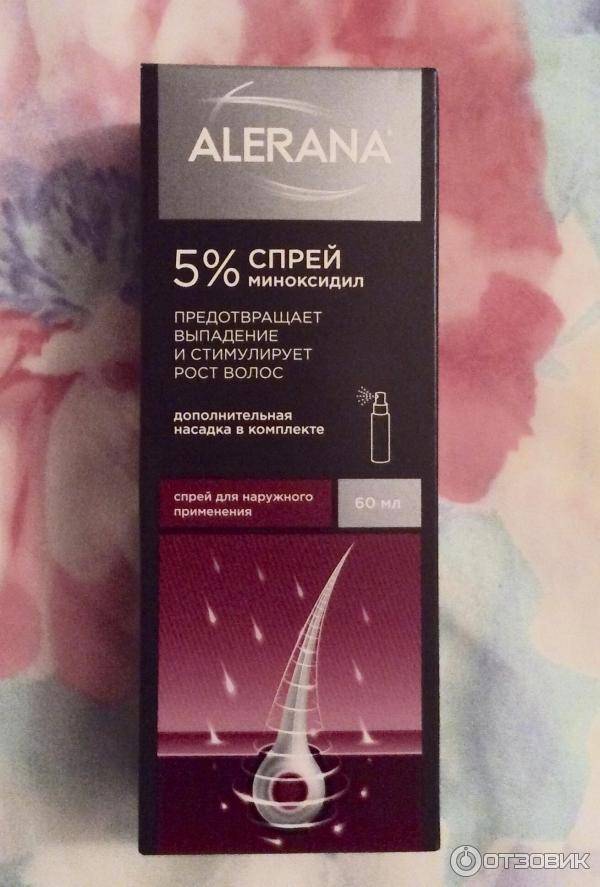 ALERANA
5% СПРЕЙ
МИНОКСИДИЛ
ПРЕДОТВРАЩАЕТ
ВЫПАДЕНИЕ
И СТИМУЛИРУЕТ
РОСТ ВОЛОС
дополнительная
насадка в комплекте
спрей для наружного
применения
60 мл
ОТЗОВИК